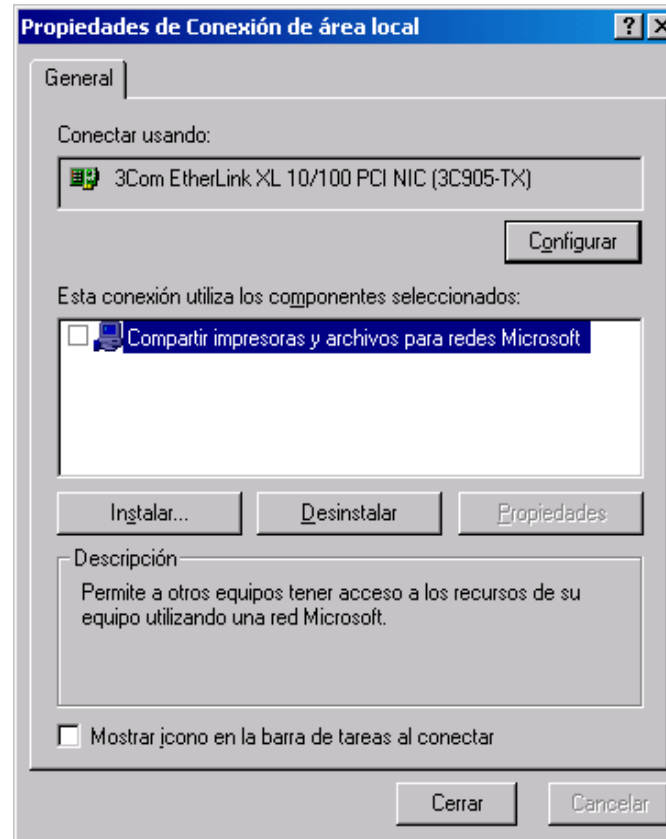 Propiedades de Conexión de área local
General
Conectar usando:
3Com EtherLink XL 10/100 PCI NIC (3C905-TX)
Configurar
Esta conexión utiliza los componentes seleccionados:
Compartir impresoras y archivos para redes Microsoft
Instalar...
Desinstalar
Propiedades
Descripción
Permite a otros equipos tener acceso a los recursos de su
equipo utilizando una red Microsoft.
Mostrar icono en la barra de tareas al conectar
Cerrar
Cancelar